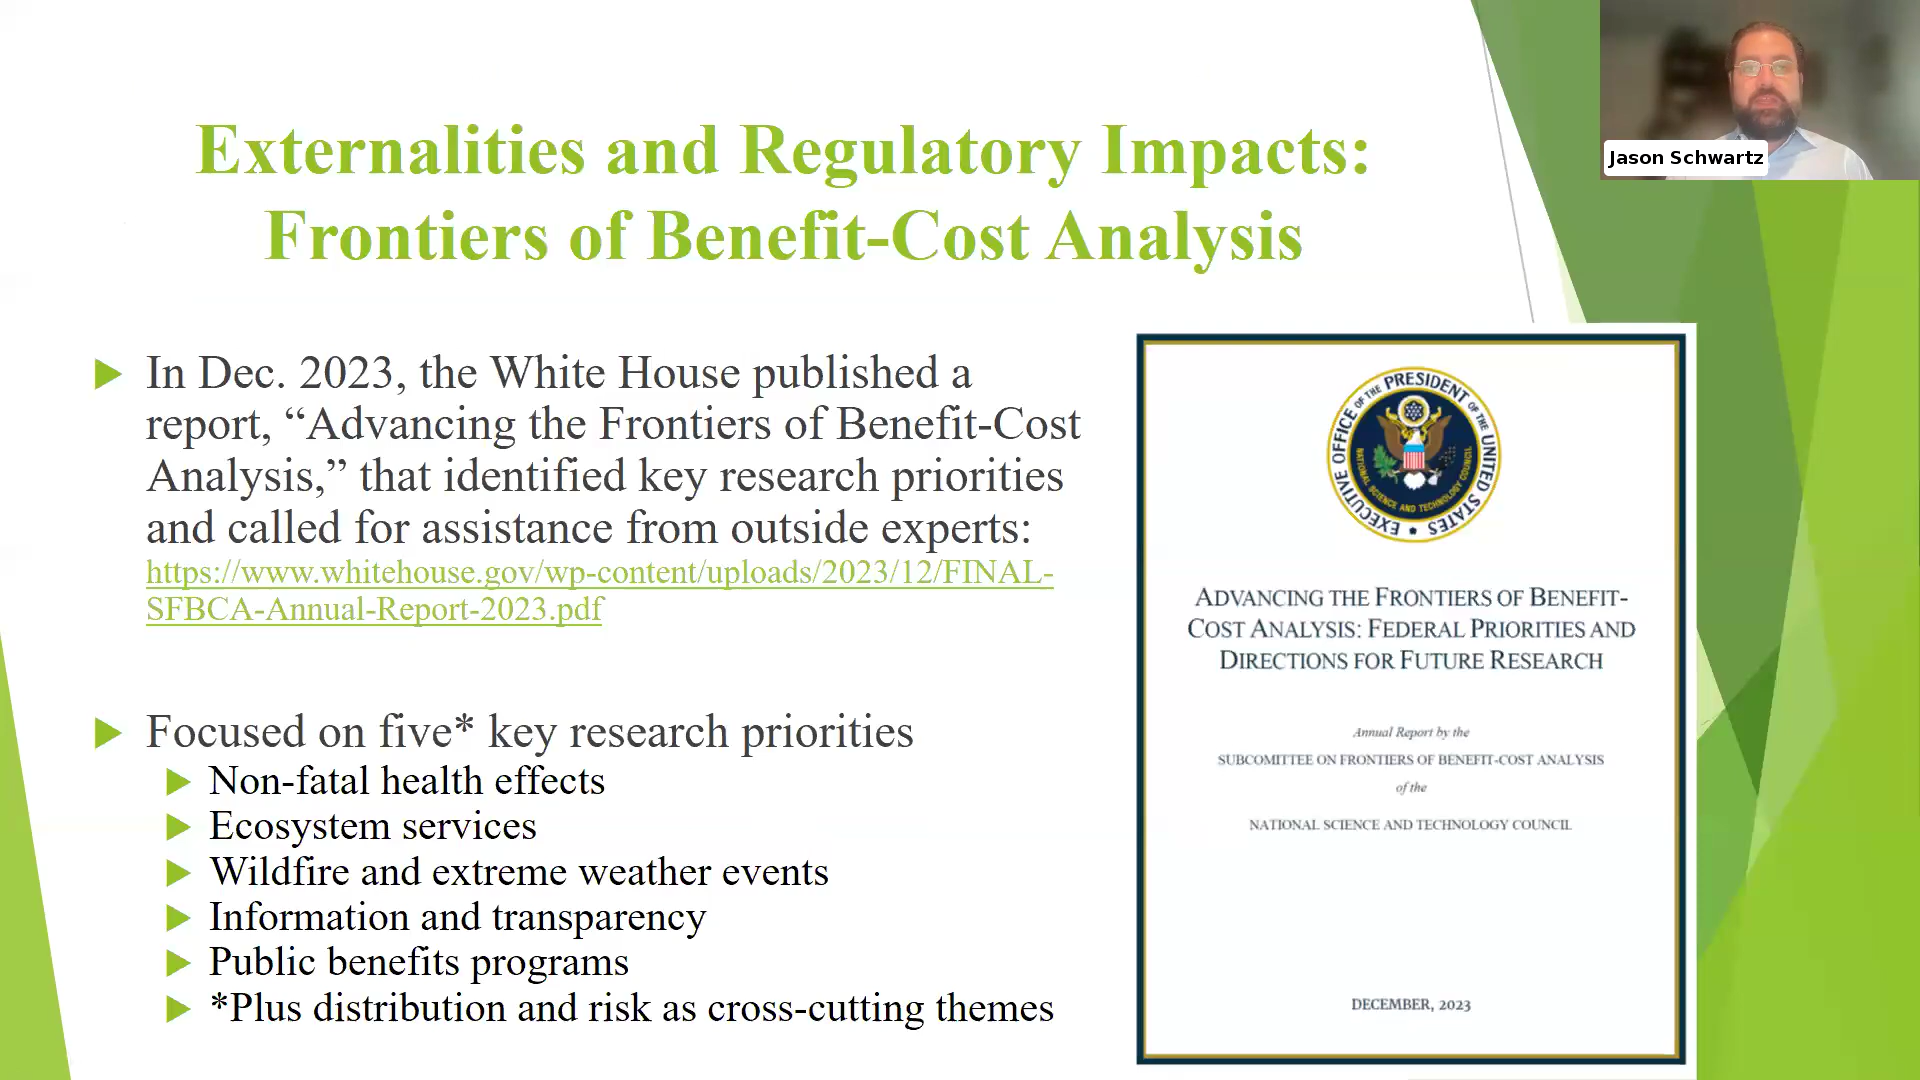 Externalities and Regulatory Impacts:
Frontiers of Benefit-Cost Analysis
Jason Schwartz
In Dec. 2023, the White House published a
report, “Advancing the Frontiers of Benefit-Cost
Analysis,” that identified key research priorities
and called for assistance from outside experts:
https://www.whitehouse.gov/wp-content/uploads/2023/12/FINAL-
SFBCA-Annual-Report-2023.pdf
Focused on five* key research priorities
Non-fatal health effects
Ecosystem services
Wildfire and extreme weather events
Information and transparency
Public benefits programs
*Plus distribution and risk as cross-cutting themes
EXECUTIVE OFFICE OF THE PRESIDENT OF THE UNITED STATES
NATIONAL SCIENCE AND TECHNOLOGY COUNCIL
ADVANCING THE FRONTIERS OF BENEFIT-
COST ANALYSIS: FEDERAL PRIORITIES AND
DIRECTIONS FOR FUTURE RESEARCH
Annual Report by the
SUBCOMITTEE ON FRONTIERS OF BENEFIT-COST ANALYSIS
of the
NATIONAL SCIENCE AND TECHNOLOGY COUNCIL
DECEMBER, 2023